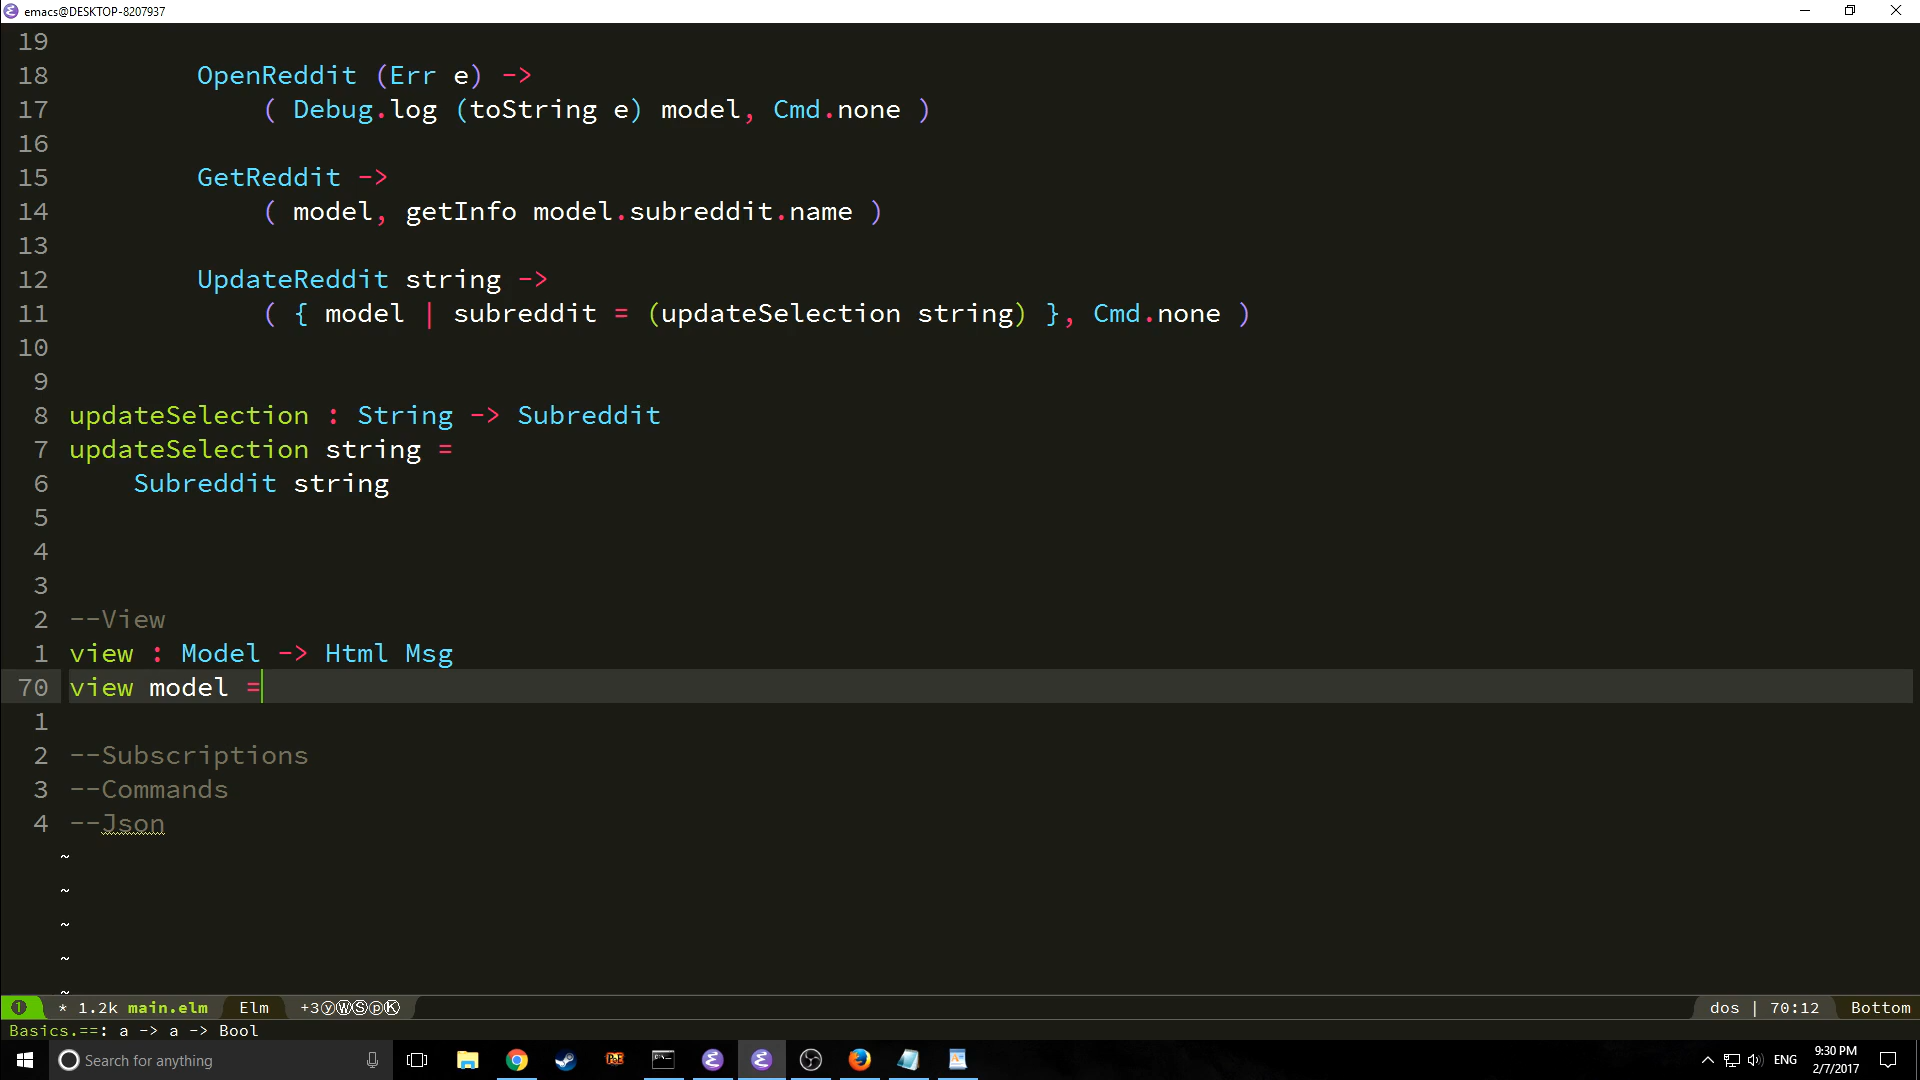 emacs@DESKTOP-8207937
19
18 OpenReddit (Err e) ->
17 ( Debug.log (toString e) model, Cmd.none )
16
15 GetReddit ->
14 ( model, getInfo model.subreddit.name )
13
12 UpdateReddit string ->
11 ( { model | subreddit = (updateSelection string) }, Cmd.none )
10
9
8 updateSelection : String -> Subreddit
7 updateSelection string =
6 Subreddit string
5
4
3
2 --View
1 view : Model -> Html Msg
70 view model =
1
2 --Subscriptions
3 --Commands
4 --Json
~
~
~
~
~
1 * 1.2k main.elm Elm +3ⓨⓌⓈⓟⓀ dos | 70:12 Bottom
Basics.==: a -> a -> Bool
Search for anything ENG 9:30 PM
2/7/2017